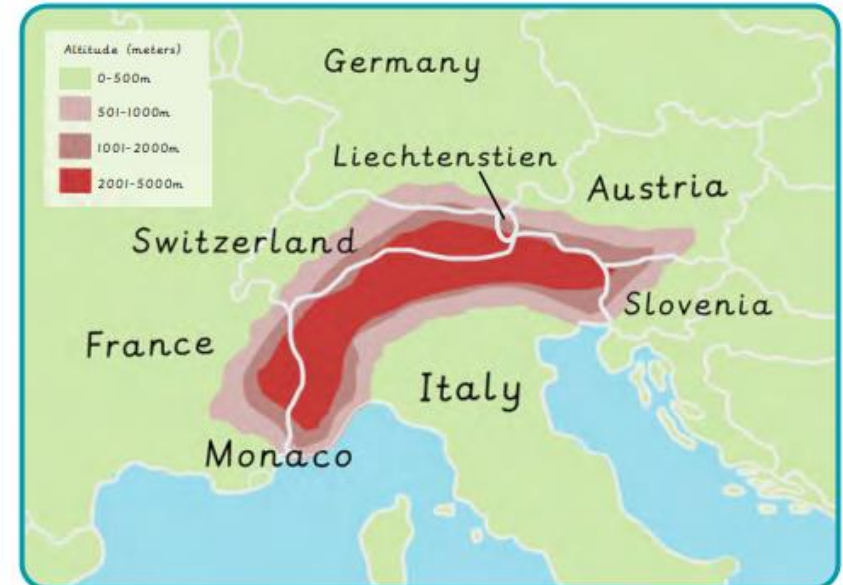 Altitude (meters)
0-500m
501-1000m
1001-2000m
2001-5000m
Germany
Liechtenstien
Austria
Switzerland
Slovenia
France
Italy
Monaco